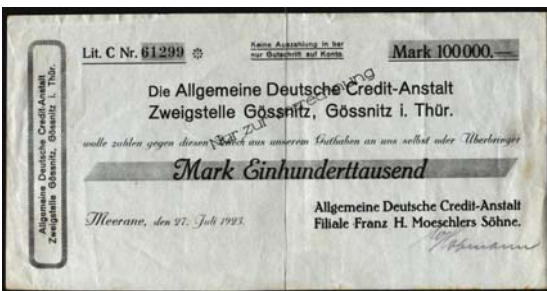 Lit. C Nr. 61299
Keine Auszahlung in bar
nur Gutschrift auf Konto.
Mark 100000.—
Die Allgemeine Deutsche Credit-Anstalt
Zweigstelle Gössnitz, Gössnitz i. Thür.
Nur zur Verrechnung
wolle zahlen gegen diesen Scheck aus unserem Guthaben an uns selbst oder Überbringer
Mark Einhunderttausend
Meerane, den 27. Juli 1923.
Allgemeine Deutsche Credit-Anstalt
Filiale Franz H. Moeschlers Söhne.
Allgemeine Deutsche Credit-Anstalt
Zweigstelle Gössnitz, Gössnitz i. Thür.